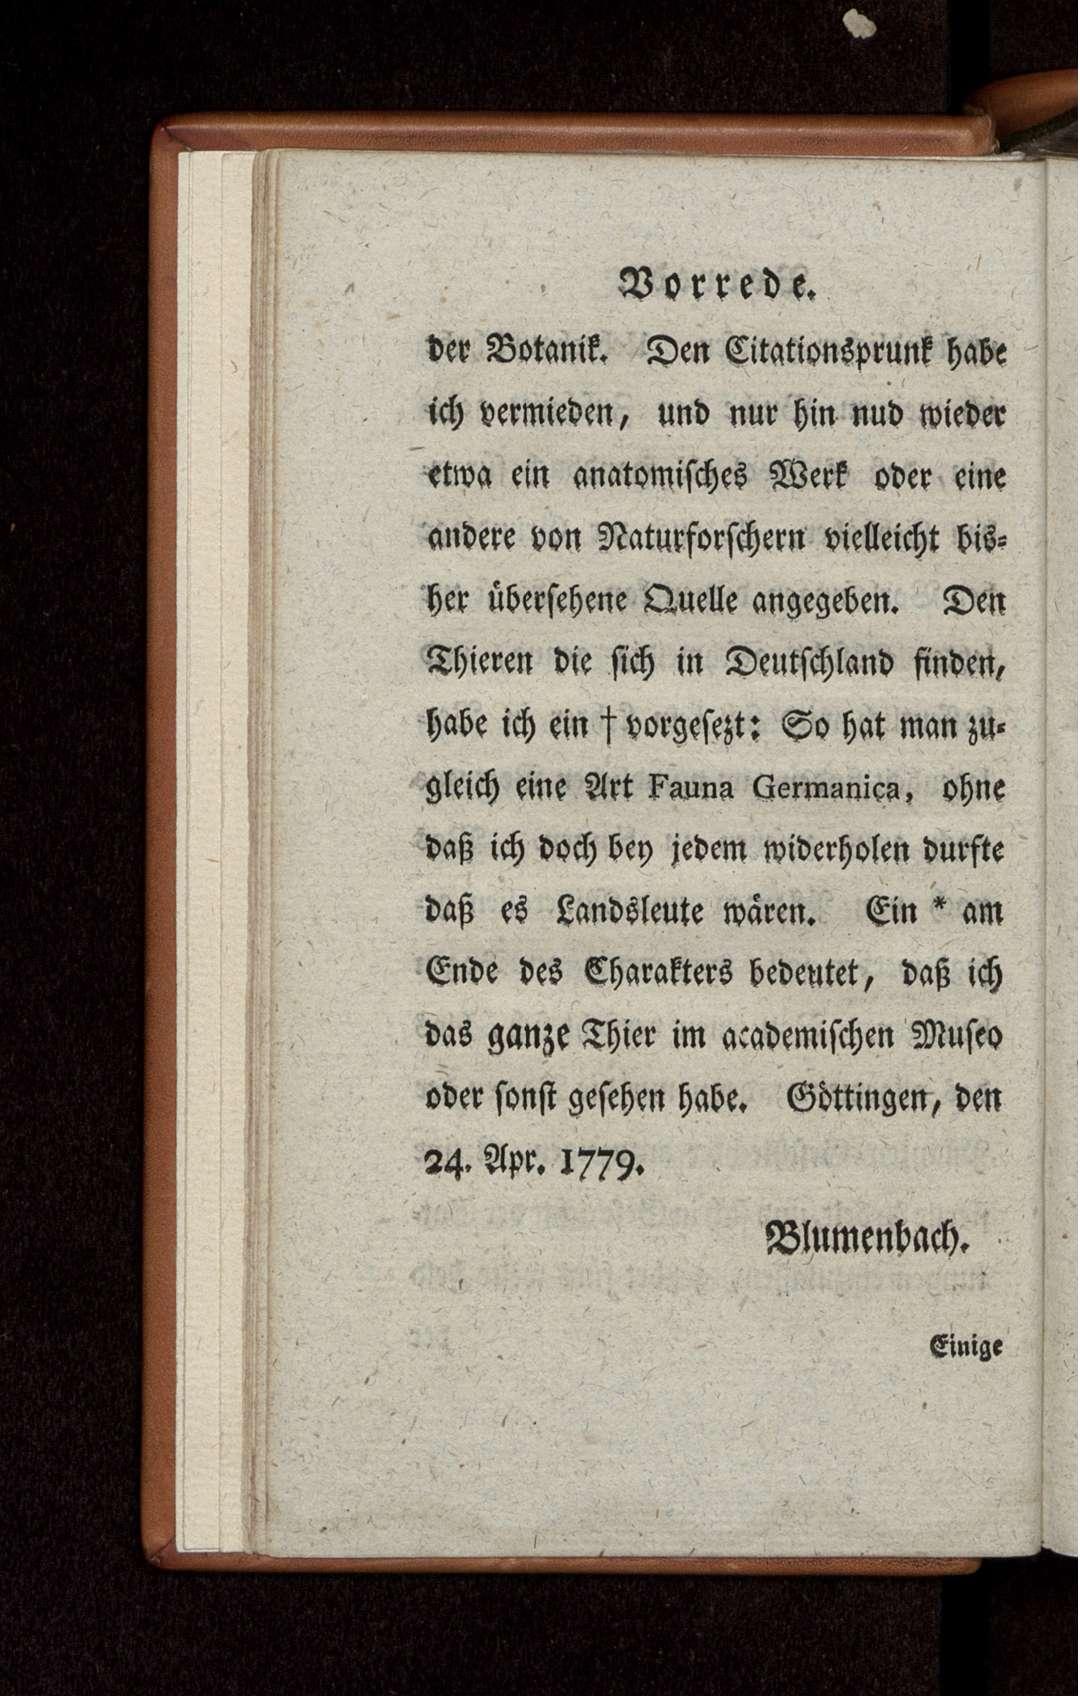 Vorrede.
der Botanik. Den Citationsprunk habe
ich vermieden, und nur hin nud wieder
etwa ein anatomisches Werk oder eine
andere von Naturforschern vielleicht bis-
her übersehene Quelle angegeben. Den
Thieren die sich in Deutschland finden,
habe ich ein † vorgesezt: So hat man zu-
gleich eine Art Fauna Germanica, ohne
daß ich doch bey jedem widerholen durfte
daß es Landsleute wären. Ein * am
Ende des Charakters bedeutet, daß ich
das ganze Thier im academischen Museo
oder sonst gesehen habe. Göttingen, den
24. Apr. 1779.
Blumenbach.
Einige